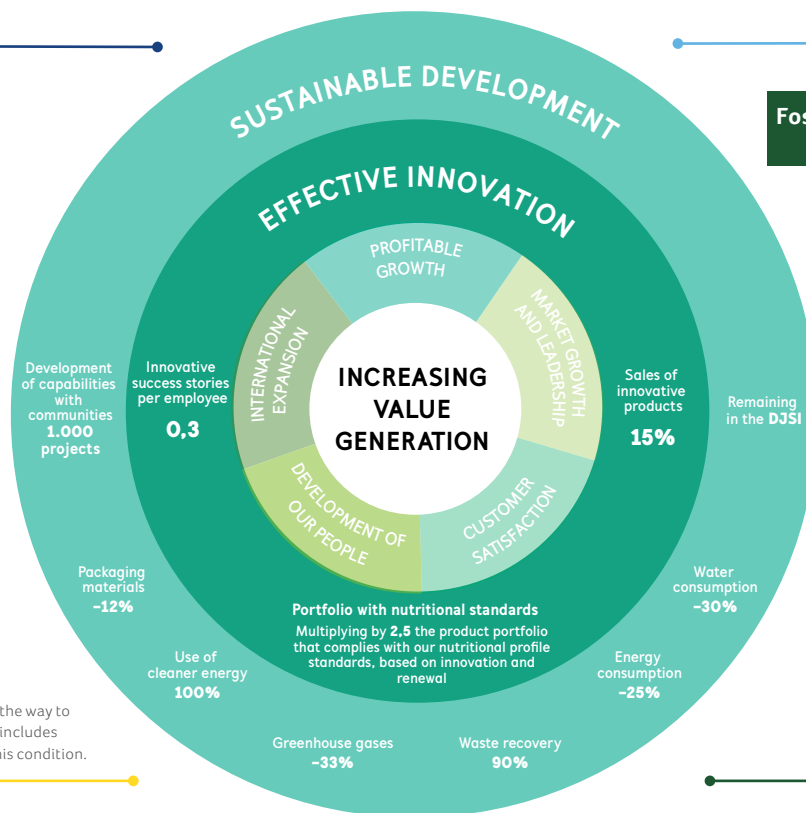 SUSTAINABLE DEVELOPMENT
Fos
EFFECTIVE INNOVATION
PROFITABLE
GROWTH
MARKET GROWTH
AND LEADERSHIP
INTERNATIONAL
EXPANSION
INCREASING
VALUE
GENERATION
DEVELOPMENT OF
OUR PEOPLE
CUSTOMER
SATISFACTION
Development
of capabilities
with
communities
1.000
projects
Innovative
success stories
per employee
0,3
Sales of
innovative
products
15%
Remaining
in the DJSI
Portfolio with nutritional standards
Multiplying by 2,5 the product portfolio
that complies with our nutritional profile
standards, based on innovation and
renewal
Packaging
materials
-12%
Water
consumption
-30%
Use of
cleaner energy
100%
Energy
consumption
-25%
Greenhouse gases
-33%
Waste recovery
90%
the way to
includes
his condition.